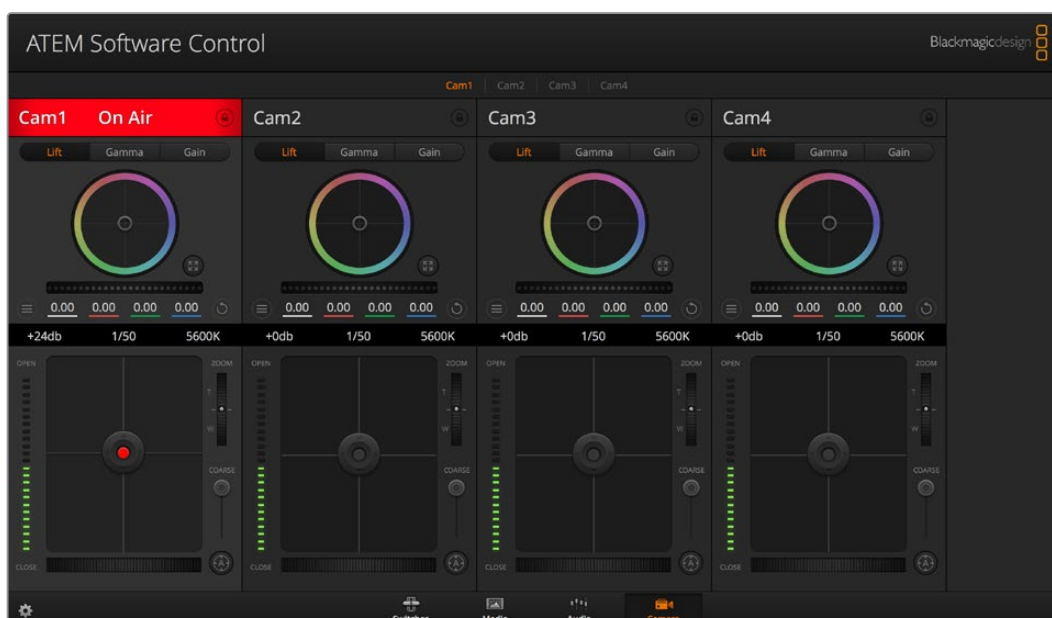 ATEM Software Control
Blackmagicdesign
Cam1 Cam2 Cam3 Cam4
Cam1 On Air Cam2 Cam3 Cam4
Lift Gamma Gain Lift Gamma Gain Lift Gamma Gain Lift Gamma Gain
0.00 0.00 0.00 0.00 0.00 0.00 0.00 0.00 0.00 0.00 0.00 0.00 0.00 0.00 0.00 0.00
+24db 1/50 5600K +0db 1/50 5600K +0db 1/50 5600K +0db 1/50 5600K
OPEN ZOOM OPEN ZOOM OPEN ZOOM OPEN ZOOM
T T T T
W W W W
COARSE COARSE COARSE COARSE
A A A A
CLOSE CLOSE CLOSE CLOSE
Switcher Media Audio Camera